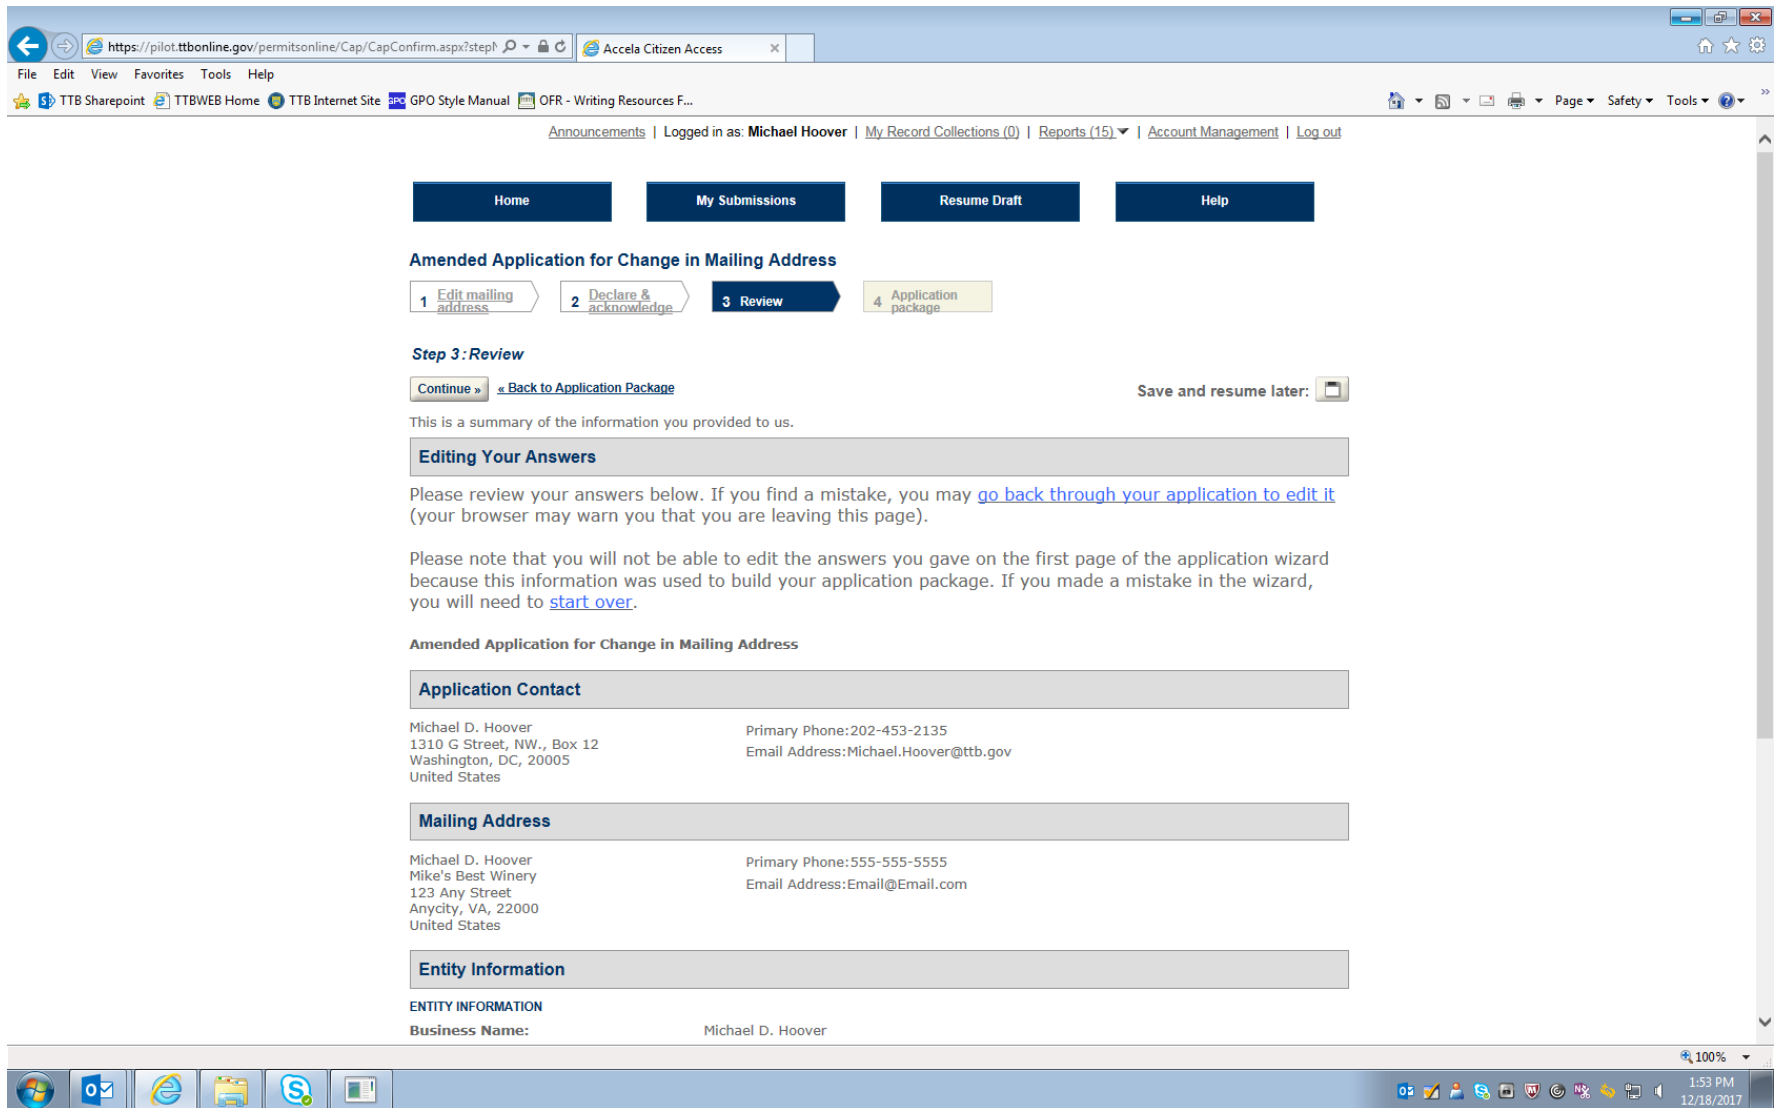 https://pilot.ttbonline.gov/permitsonline/Cap/CapConfirm.aspx?stepN
Accela Citizen Access
File Edit View Favorites Tools Help
TTB Sharepoint TTBWEB Home TTB Internet Site GPO GPO Style Manual OFR - Writing Resources F...
Page Safety Tools
Announcements | Logged in as: Michael Hoover | My Record Collections (0) | Reports (15) | Account Management | Log out
Home My Submissions Resume Draft Help
Amended Application for Change in Mailing Address
1 Edit mailing address 2 Declare & acknowledge 3 Review 4 Application package
Step 3: Review
Continue » « Back to Application Package Save and resume later:
This is a summary of the information you provided to us.
Editing Your Answers
Please review your answers below. If you find a mistake, you may go back through your application to edit it
(your browser may warn you that you are leaving this page).
Please note that you will not be able to edit the answers you gave on the first page of the application wizard
because this information was used to build your application package. If you made a mistake in the wizard,
you will need to start over.
Amended Application for Change in Mailing Address
Application Contact
Michael D. Hoover
1310 G Street, NW., Box 12
Washington, DC, 20005
United States
Primary Phone:202-453-2135
Email Address:Michael.Hoover@ttb.gov
Mailing Address
Michael D. Hoover
Mike's Best Winery
123 Any Street
Anycity, VA, 22000
United States
Primary Phone:555-555-5555
Email Address:Email@Email.com
Entity Information
ENTITY INFORMATION
Business Name: Michael D. Hoover
100%
1:53 PM
12/18/2017